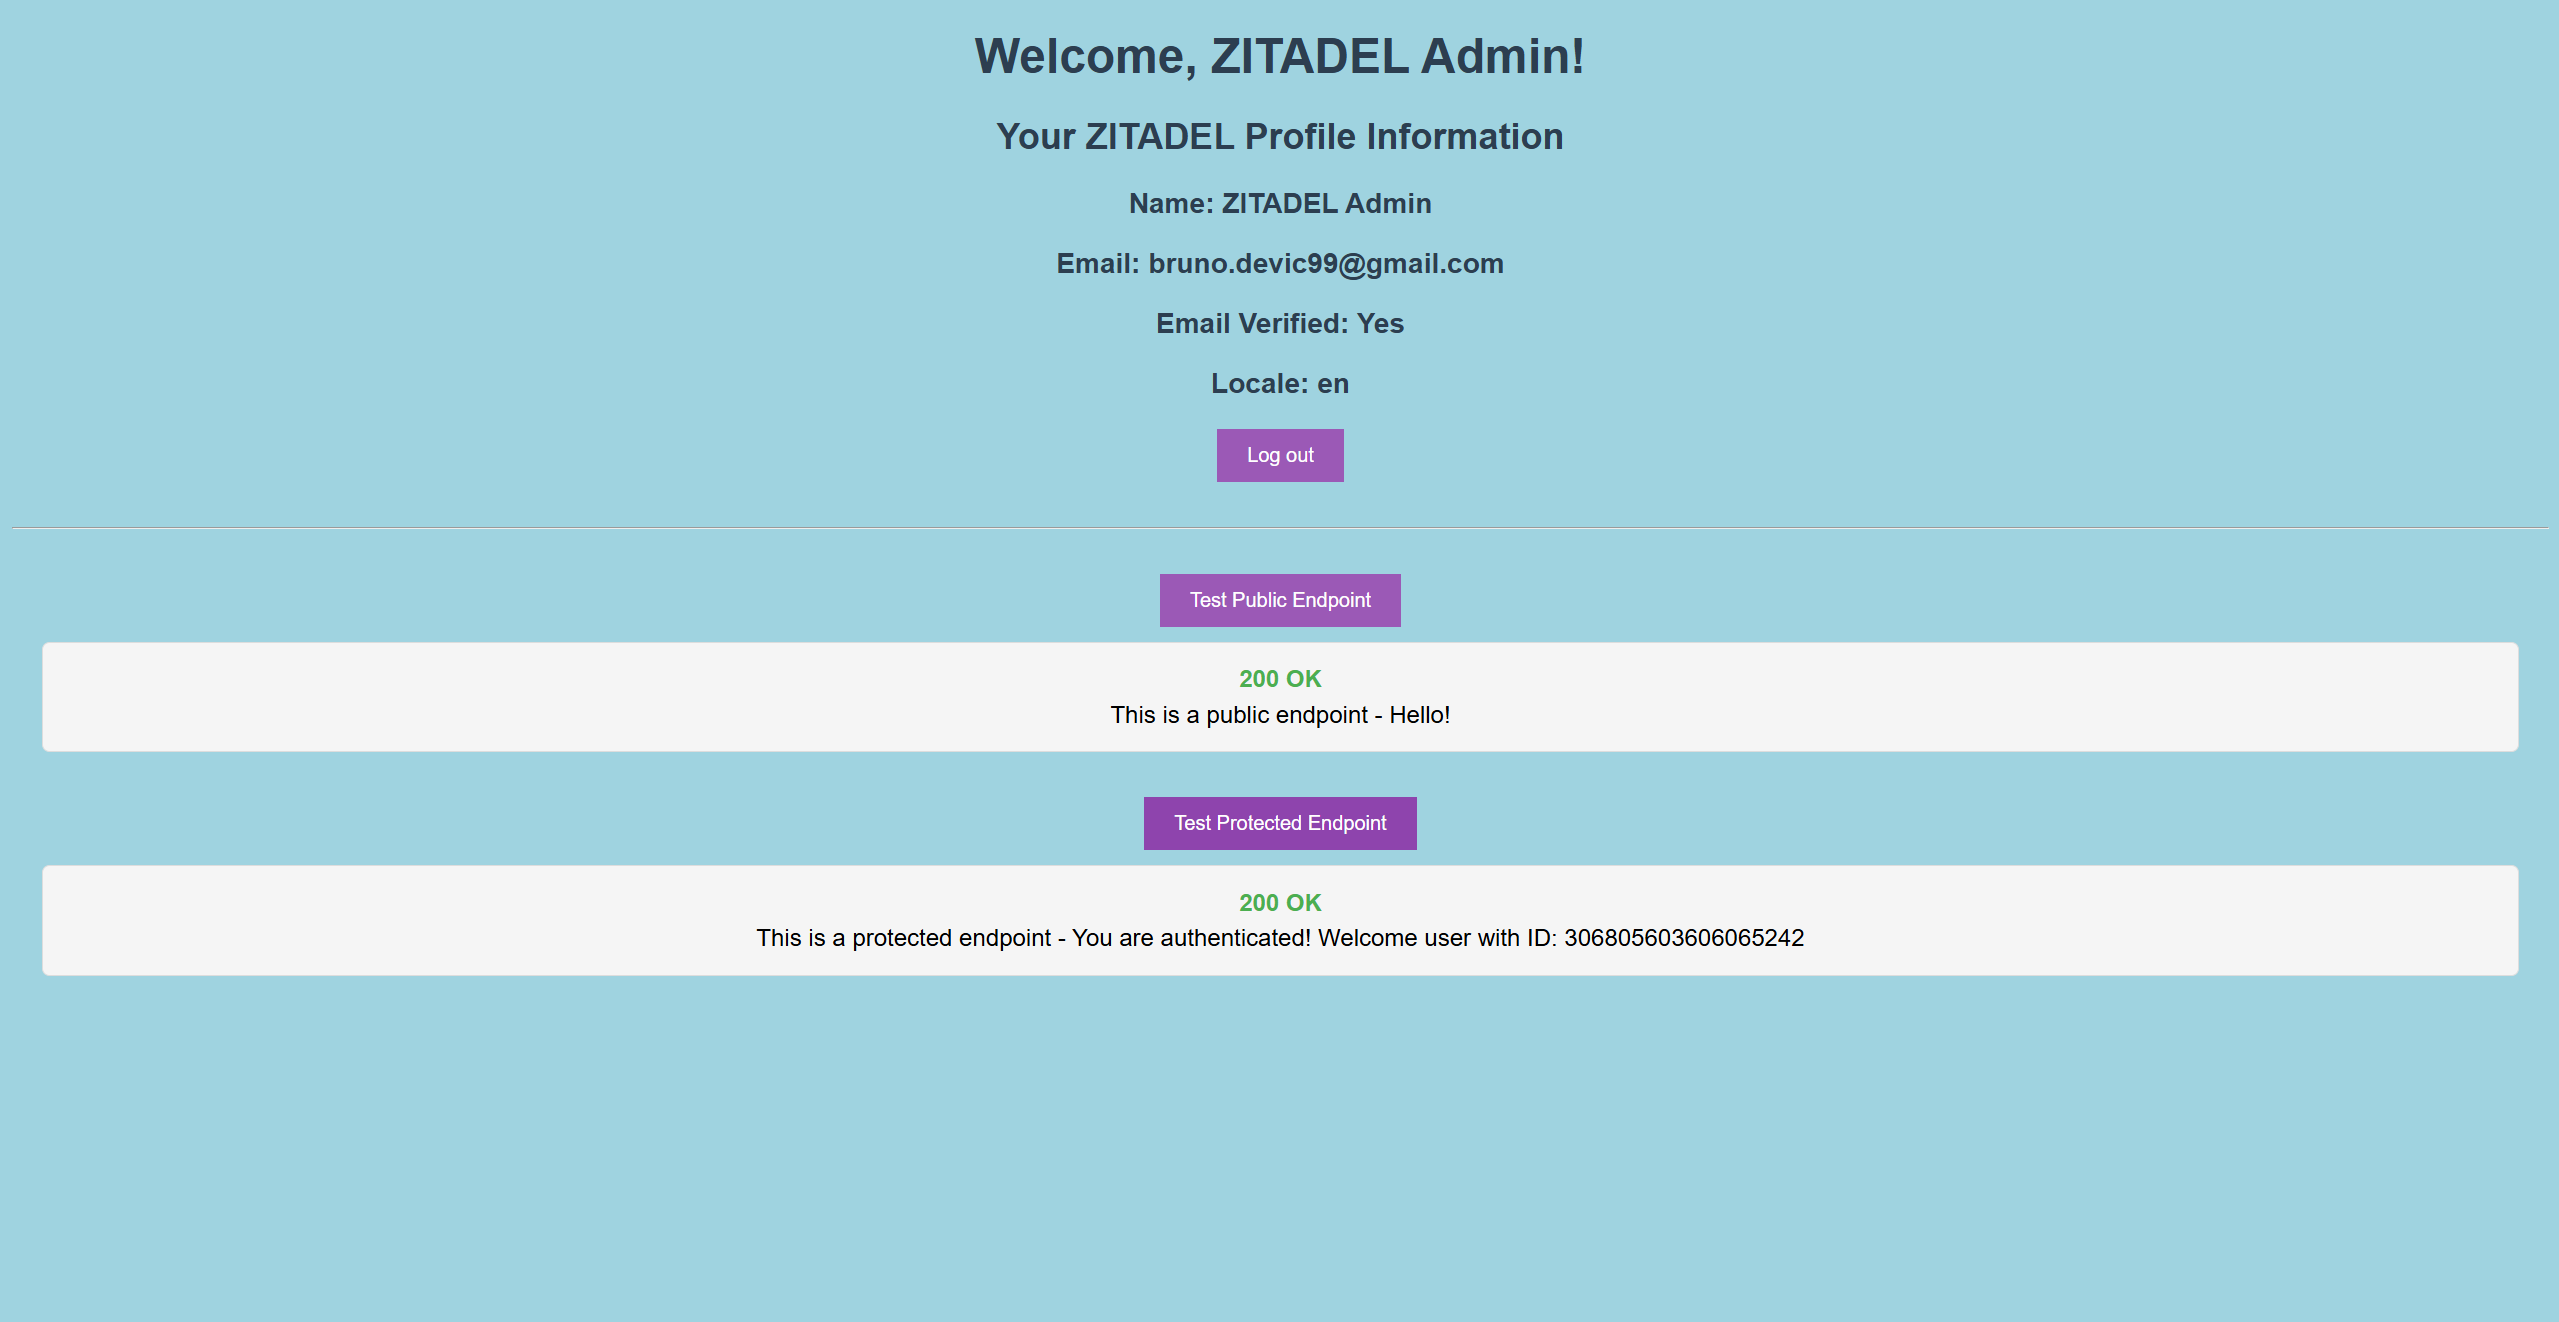 Welcome, ZITADEL Admin!
Your ZITADEL Profile Information
Name: ZITADEL Admin
Email: bruno.devic99@gmail.com
Email Verified: Yes
Locale: en
Log out
Test Public Endpoint
200 OK
This is a public endpoint - Hello!
Test Protected Endpoint
200 OK
This is a protected endpoint - You are authenticated! Welcome user with ID: 306805603606065242